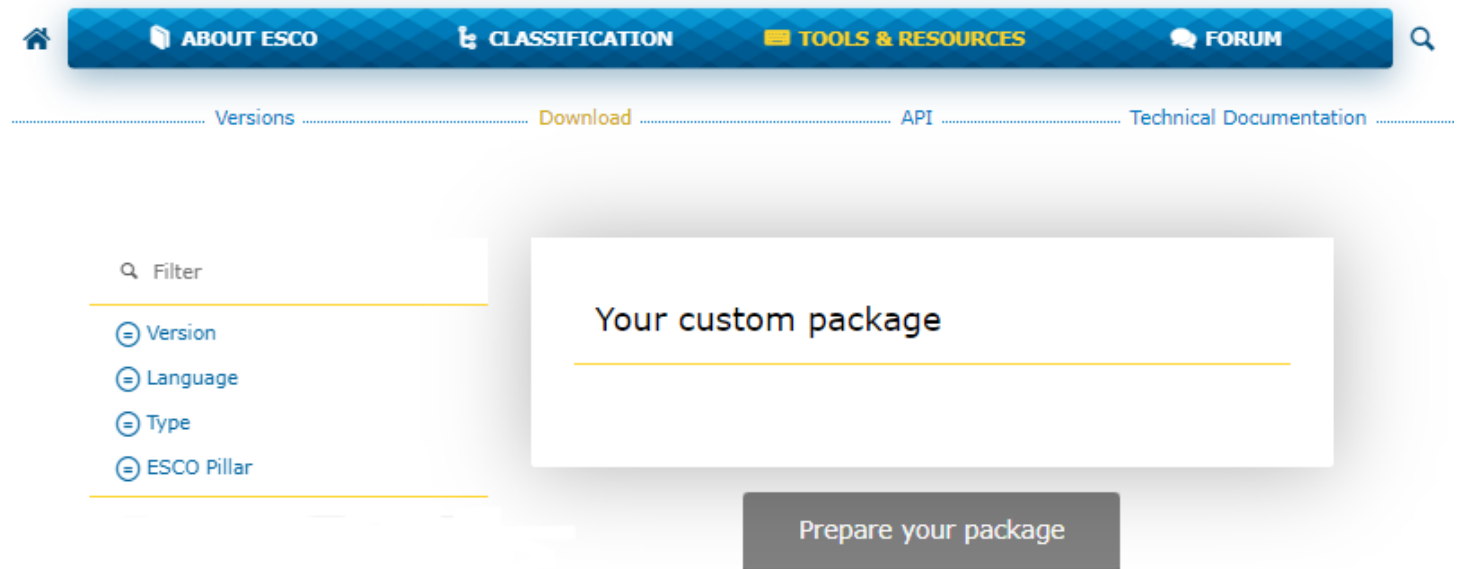 ABOUT ESCO CLASSIFICATION TOOLS & RESOURCES FORUM
Versions Download API Technical Documentation
Filter
Version
Language
Type
ESCO Pillar
Your custom package
Prepare your package